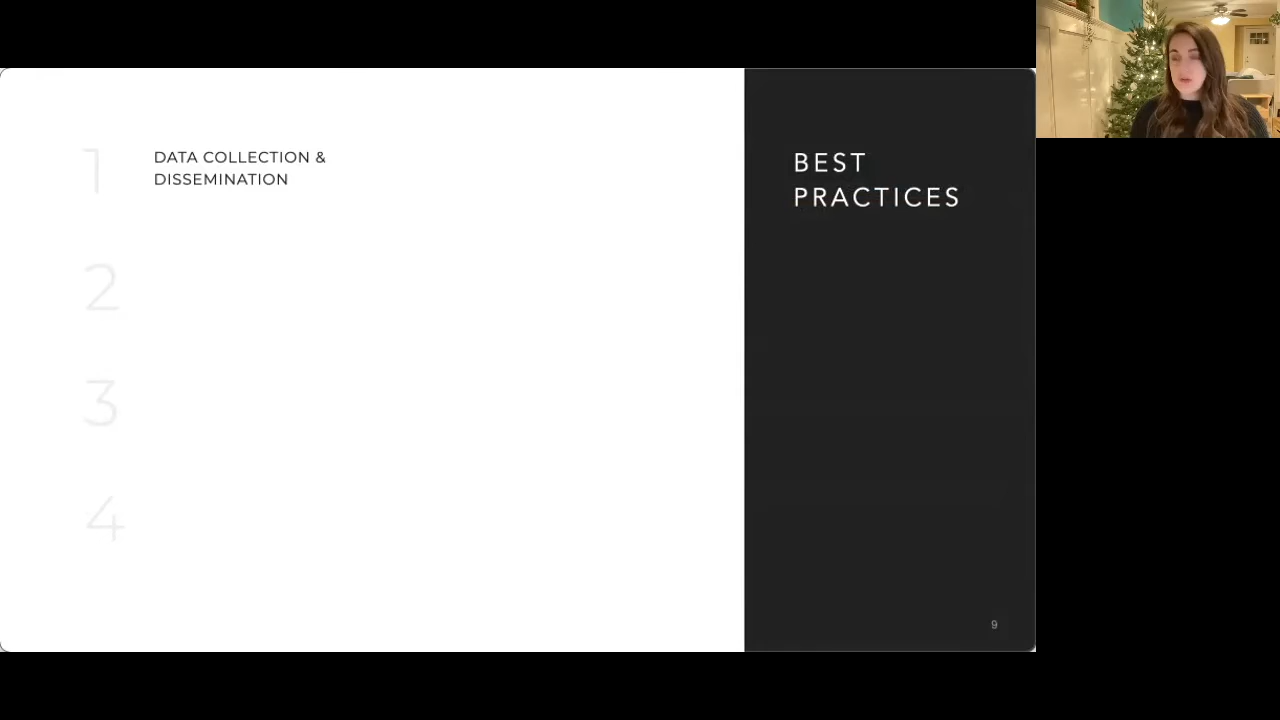 1
DATA COLLECTION &
DISSEMINATION
2
3
4
BEST
PRACTICES
9